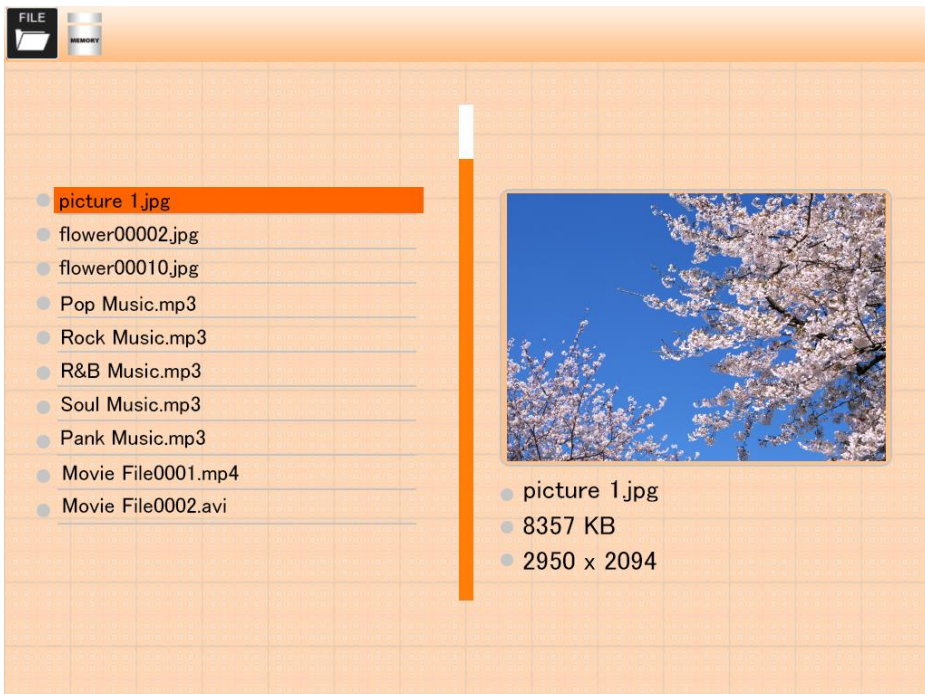 FILE
MEMORY
picture 1.jpg
flower00002.jpg
flower00010.jpg
Pop Music.mp3
Rock Music.mp3
R&B Music.mp3
Soul Music.mp3
Pank Music.mp3
Movie File0001.mp4
Movie File0002.avi
picture 1.jpg
8357 KB
2950 x 2094